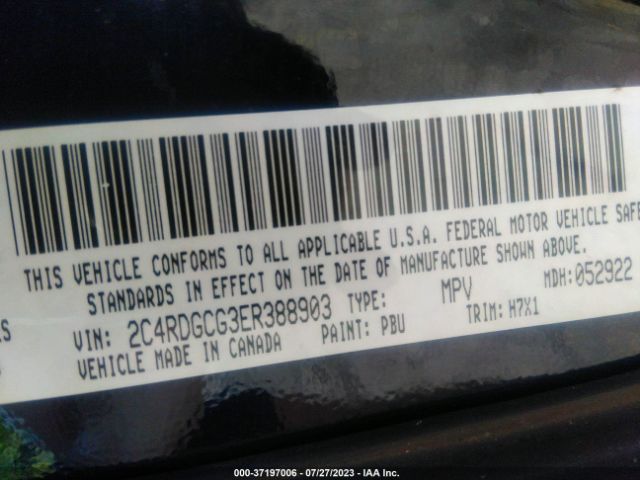 THIS VEHICLE CONFORMS TO ALL APPLICABLE U.S.A. FEDERAL MOTOR VEHICLE SAFE
STANDARDS IN EFFECT ON THE DATE OF MANUFACTURE SHOWN ABOVE.
RS VIN: 2C4RDGCG3ER388903 TYPE: MPV MDH: 052922
VEHICLE MADE IN CANADA PAINT: PBU TRIM: H7X1
000-37197006 - 07/27/2023 - IAA Inc.